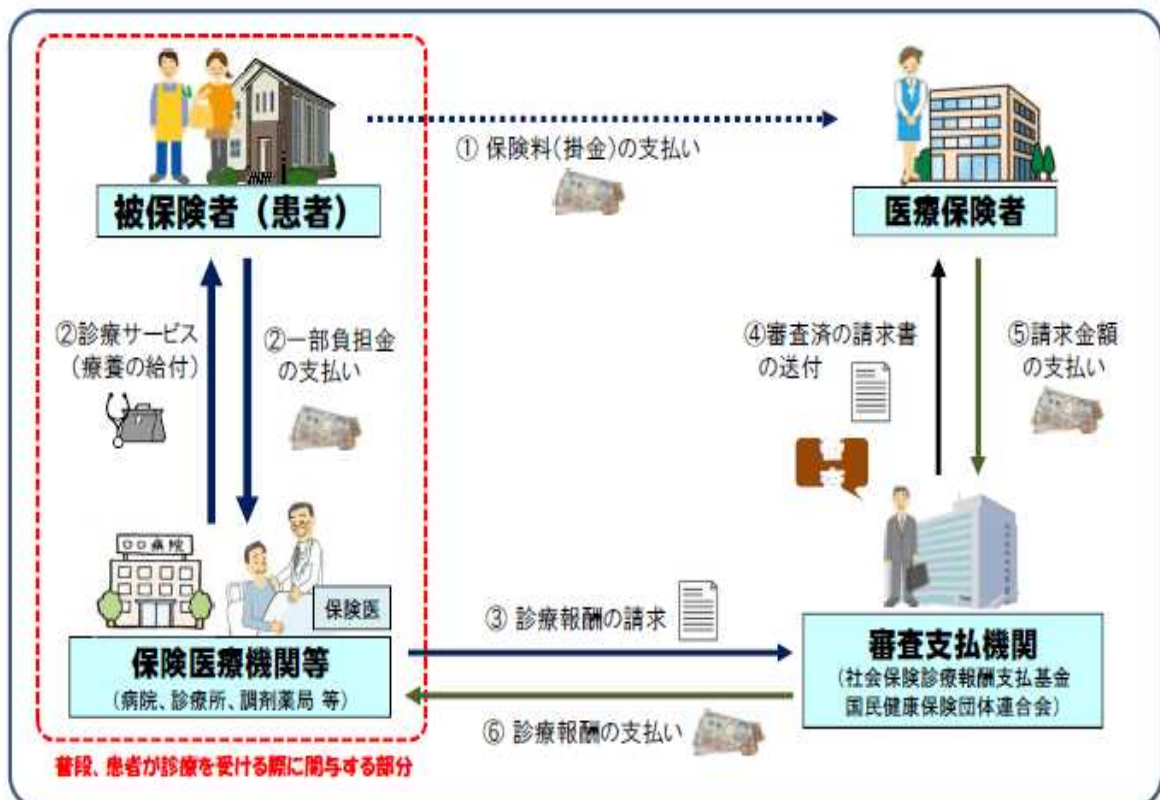 ① 保険料(掛金)の支払い
被保険者（患者）
医療保険者
②診療サービス
（療養の給付）
②一部負担金
の支払い
④審査済の請求書
の送付
⑤請求金額
の支払い
○○病院
保険医
③ 診療報酬の請求
保険医療機関等
（病院、診療所、調剤薬局 等）
審査支払機関
（社会保険診療報酬支払基金
国民健康保険団体連合会）
⑥ 診療報酬の支払い
普段、患者が診療を受ける際に関与する部分